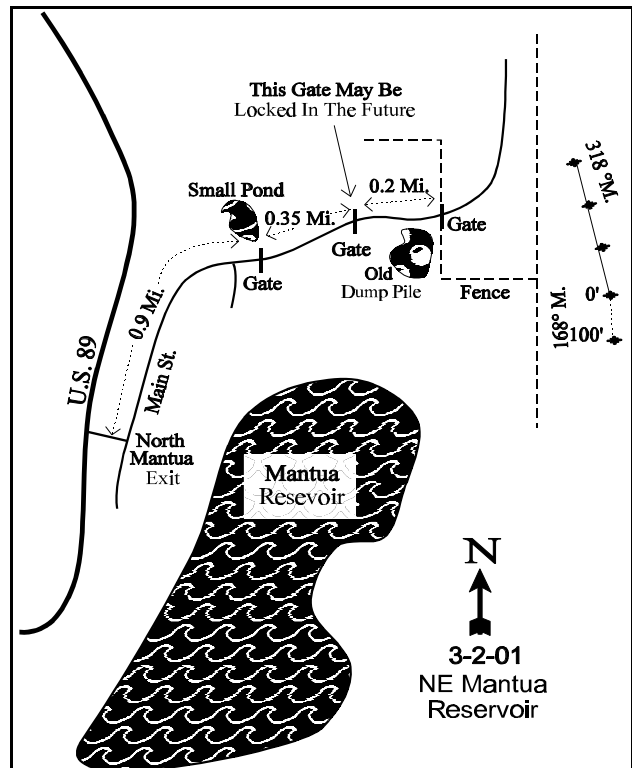 This Gate May Be
Locked In The Future
318 °M.
0.2 Mi.
Small Pond
0.35 Mi.
Gate
Gate
Gate
Old
Dump Pile
Fence
0'
168° M.
100'
0.9 Mi.
U.S. 89
Main St.
North
Mantua
Exit
Mantua
Resevoir
N
3-2-01
NE Mantua
Reservoir